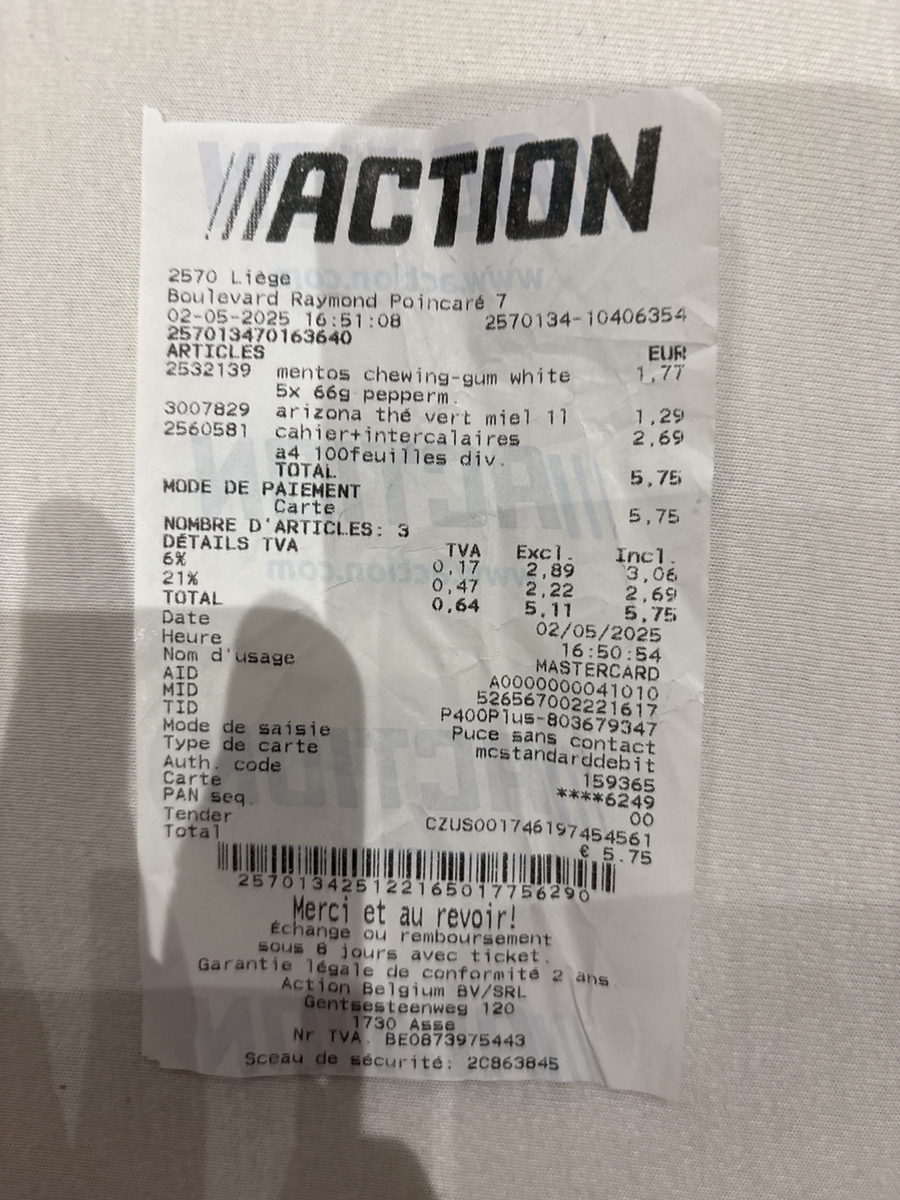 ACTION
2570 Liège
Boulevard Raymond Poincaré 7
02-05-2025 16:51:08 2570134-10406354
257013470163640
ARTICLES EUR
2532139 mentos chewing-gum white 1,77
5x 66g pepperm.
3007829 arizona thé vert miel 1l 1,29
2560581 cahier+intercalaires 2,69
a4 100feuilles div.
TOTAL 5,75
MODE DE PAIEMENT
Carte 5,75
NOMBRE D'ARTICLES: 3
DÉTAILS TVA TVA Excl. Incl.
6% 0,17 2,89 3,06
21% 0,47 2,22 2,69
TOTAL 0,64 5,11 5,75
Date 02/05/2025
Heure 16:50:54
Nom d'usage MASTERCARD
AID A0000000041010
MID 526567002221617
TID P400Plus-803679347
Mode de saisie Puce sans contact
Type de carte mcstandarddebit
Auth. code 159365
Carte ****6249
PAN seq. 00
Tender CZUS001746197454561
Total € 5.75
257013425122165017756290
Merci et au revoir!
Échange ou remboursement
sous 8 jours avec ticket.
Garantie légale de conformité 2 ans.
Action Belgium BV/SRL
Gentsesteenweg 120
1730 Asse
Nr TVA. BE0873975443
Sceau de sécurité: 2C863845